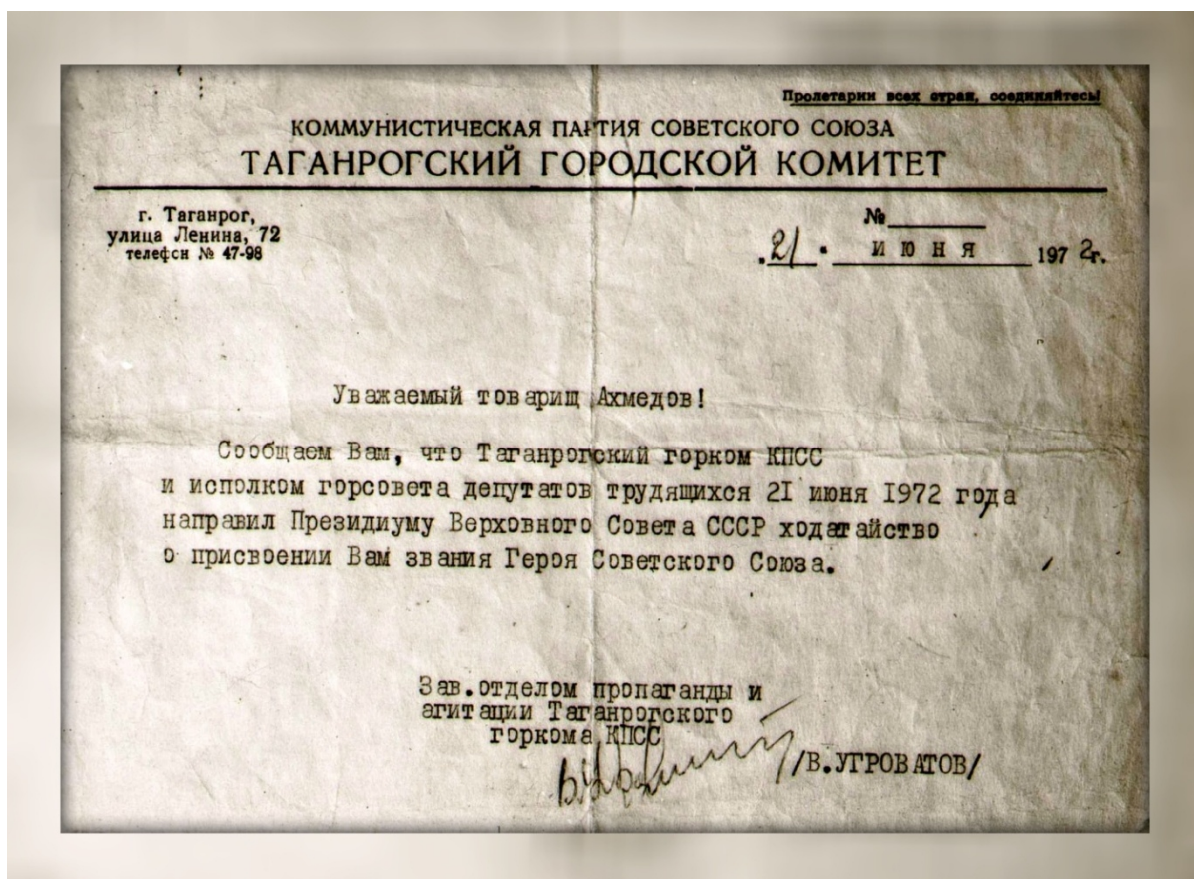 Пролетарии всех стран, соединяйтесь!
КОММУНИСТИЧЕСКАЯ ПАРТИЯ СОВЕТСКОГО СОЮЗА
ТАГАНРОГСКИЙ ГОРОДСКОЙ КОМИТЕТ
г. Таганрог,
улица Ленина, 72
телефон № 47-98
№
21 июня 1972 г.
Уважаемый товарищ Ахмедов!
Сообщаем Вам, что Таганрогский горком КПСС
и исполком горсовета депутатов трудящихся 21 июня 1972 года
направил Президиуму Верховного Совета СССР ходатайство
о присвоении Вам звания Героя Советского Союза.
Зав.отделом пропаганды и
агитации Таганрогского
горкома КПСС
/В.УГРОВАТОВ/